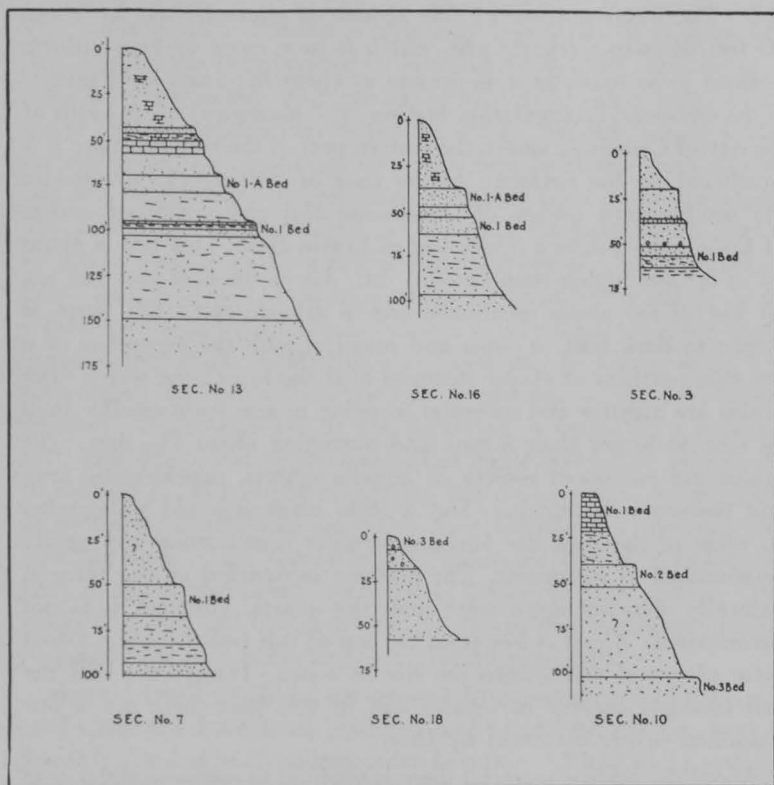 0'
25'
50'
75'
100'
125'
150'
175'
No 1-A Bed
No. 1 Bed
SEC. No 13
0'
25'
50'
75'
100'
No.1-A Bed
No. 1 Bed
SEC. No.16
0'
25'
50'
75'
No.1 Bed
SEC. No. 3
0'
25'
50'
75'
100'
?
No.1 Bed
SEC. No. 7
0'
25'
50'
75'
No.3 Bed
SEC. No. 18
0'
25'
50'
75'
100'
No.1 Bed
No.2 Bed
?
No.3 Bed
SEC. No. 10